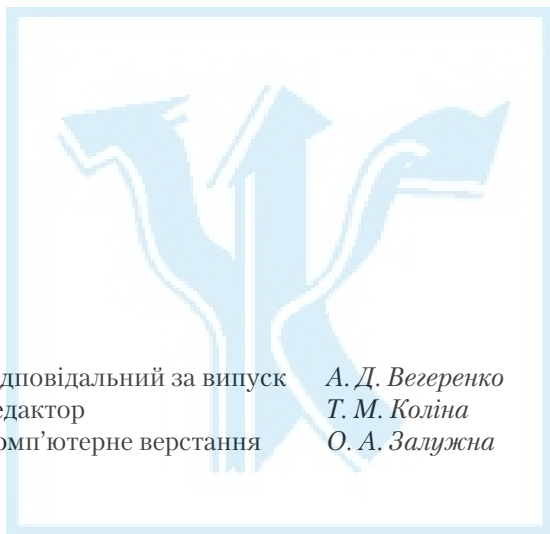 дповідальний за випуск А. Д. Вегеренко
едактор Т. М. Коліна
омп’ютерне верстання О. А. Залужна